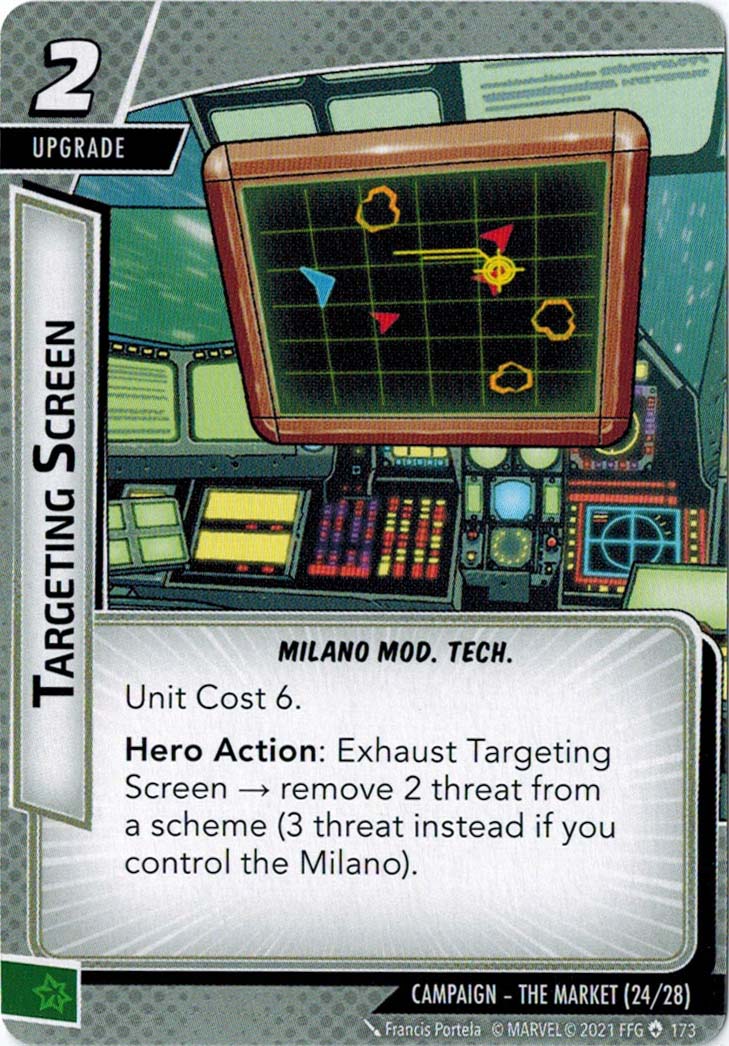 2
UPGRADE
TARGETING SCREEN
MILANO MOD. TECH.
Unit Cost 6.
Hero Action: Exhaust Targeting
Screen → remove 2 threat from
a scheme (3 threat instead if you
control the Milano).
CAMPAIGN – THE MARKET (24/28)
Francis Portela © MARVEL © 2021 FFG 173